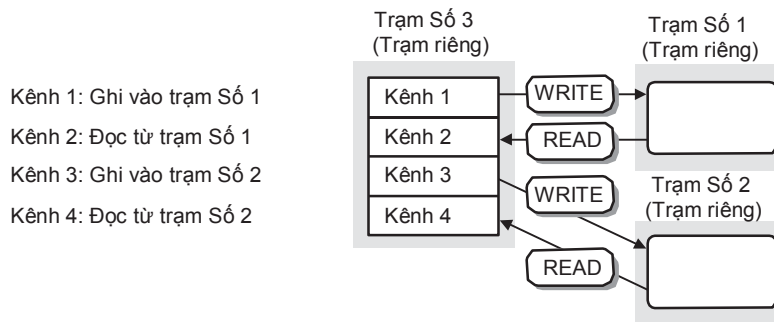 Trạm Số 3
(Trạm riêng)
Trạm Số 1
(Trạm riêng)
Kênh 1: Ghi vào trạm Số 1
Kênh 2: Đọc từ trạm Số 1
Kênh 3: Ghi vào trạm Số 2
Kênh 4: Đọc từ trạm Số 2
Kênh 1
Kênh 2
Kênh 3
Kênh 4
WRITE
READ
WRITE
READ
Trạm Số 2
(Trạm riêng)